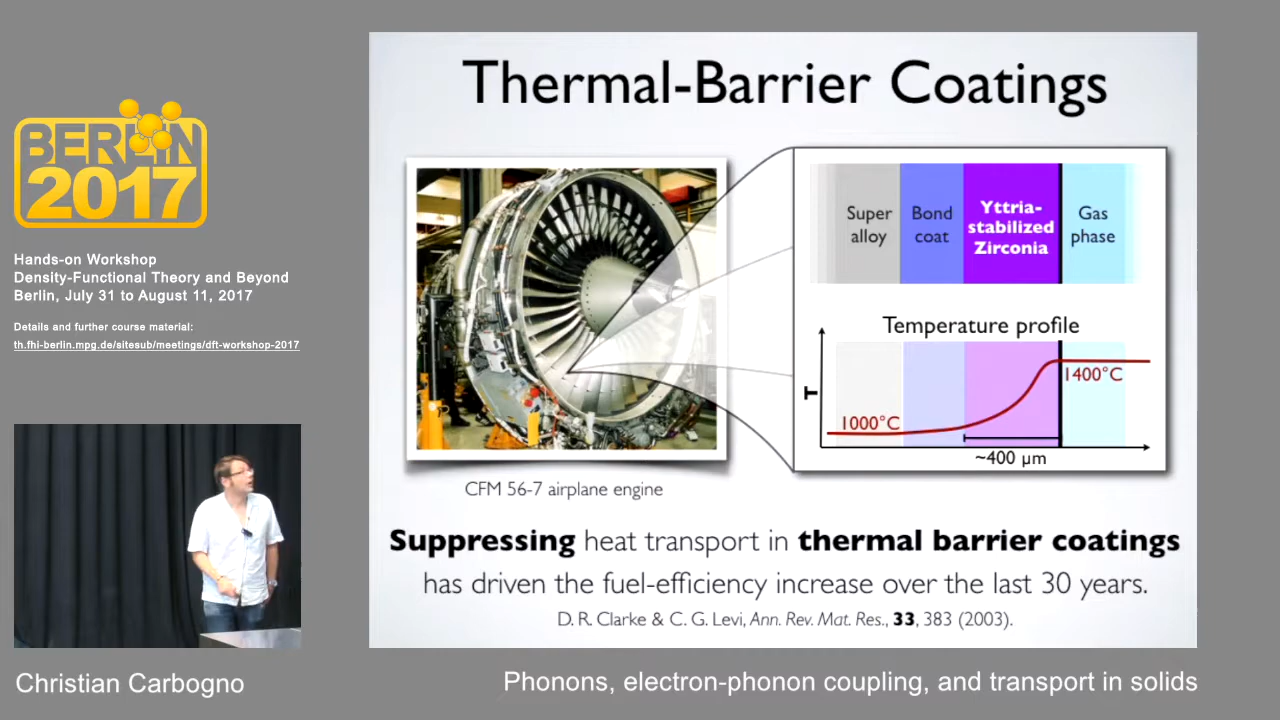 BERLIN
2017
Hands-on Workshop
Density-Functional Theory and Beyond
Berlin, July 31 to August 11, 2017
Details and further course material:
th.fhi-berlin.mpg.de/sitesub/meetings/dft-workshop-2017
Christian Carbogno
Thermal-Barrier Coatings
Super
alloy
Bond
coat
Yttria-
stabilized
Zirconia
Gas
phase
Temperature profile
T
1000°C
1400°C
~400 µm
CFM 56-7 airplane engine
Suppressing heat transport in thermal barrier coatings
has driven the fuel-efficiency increase over the last 30 years.
D. R. Clarke & C. G. Levi, Ann. Rev. Mat. Res., 33, 383 (2003).
Phonons, electron-phonon coupling, and transport in solids